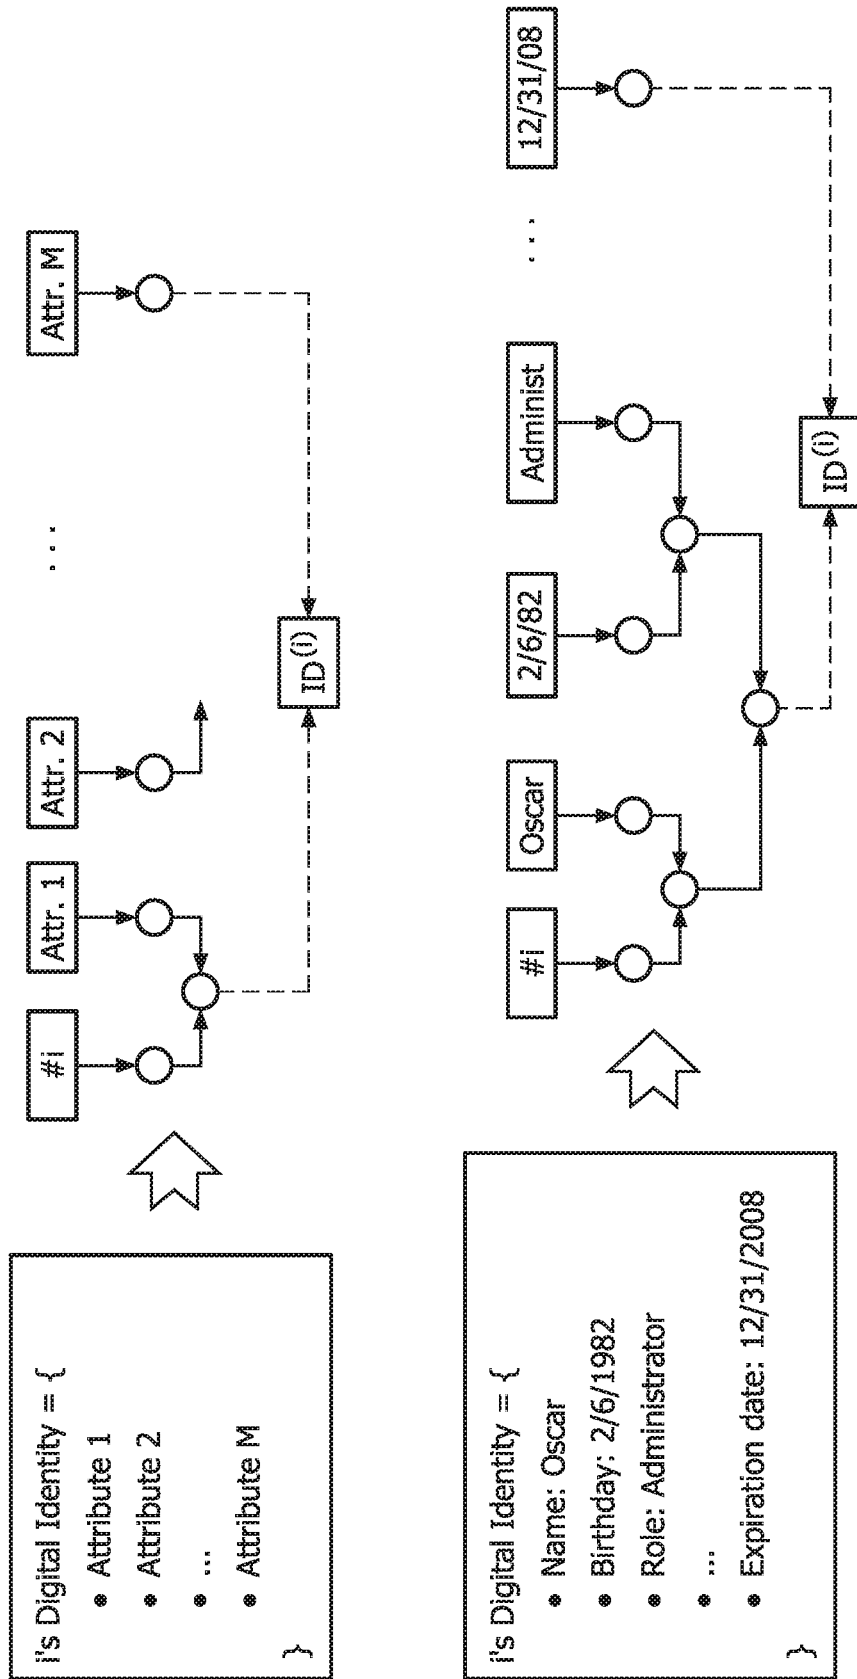 i's Digital Identity = {
• Attribute 1
• Attribute 2
• ...
• Attribute M
}
#i
Attr. 1
Attr. 2
...
Attr. M
ID(i)
i's Digital Identity = {
• Name: Oscar
• Birthday: 2/6/1982
• Role: Administrator
• ...
• Expiration date: 12/31/2008
}
#i
Oscar
2/6/82
Administ
...
12/31/08
ID(i)